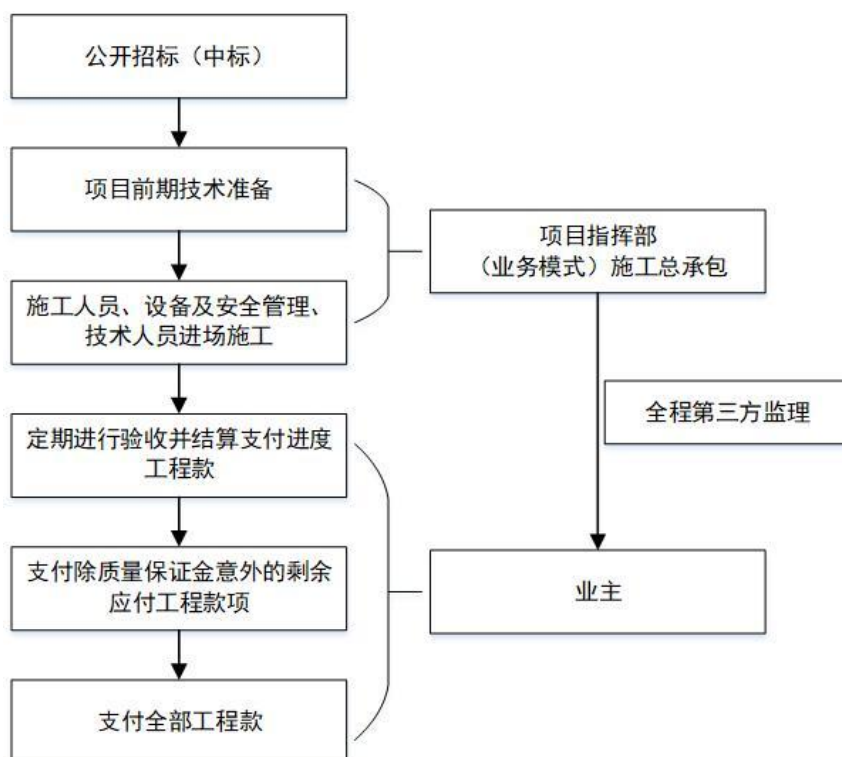 公开招标（中标）
项目前期技术准备
施工人员、设备及安全管理、
技术人员进场施工
定期进行验收并结算支付进度
工程款
支付除质量保证金意外的剩余
应付工程款项
支付全部工程款
项目指挥部
（业务模式）施工总承包
全程第三方监理
业主